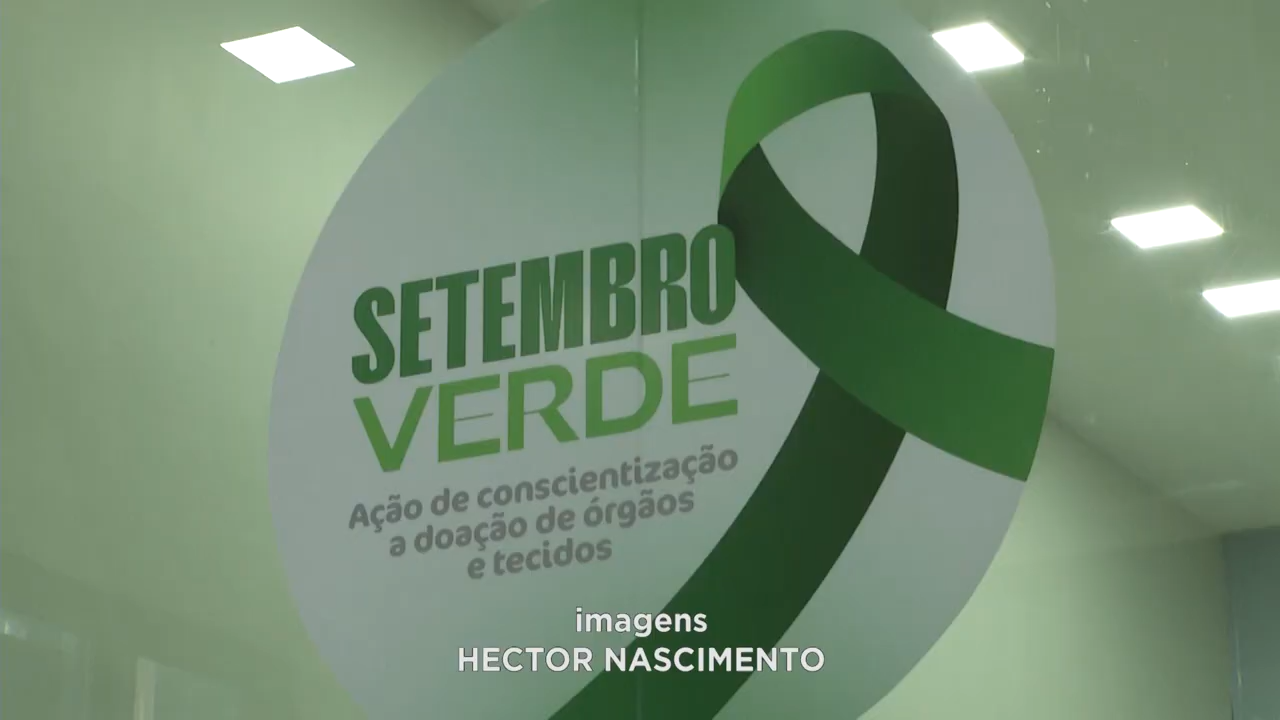 SETEMBRO
VERDE
Ação de conscientização
a doação de órgãos
e tecidos
imagens
HECTOR NASCIMENTO